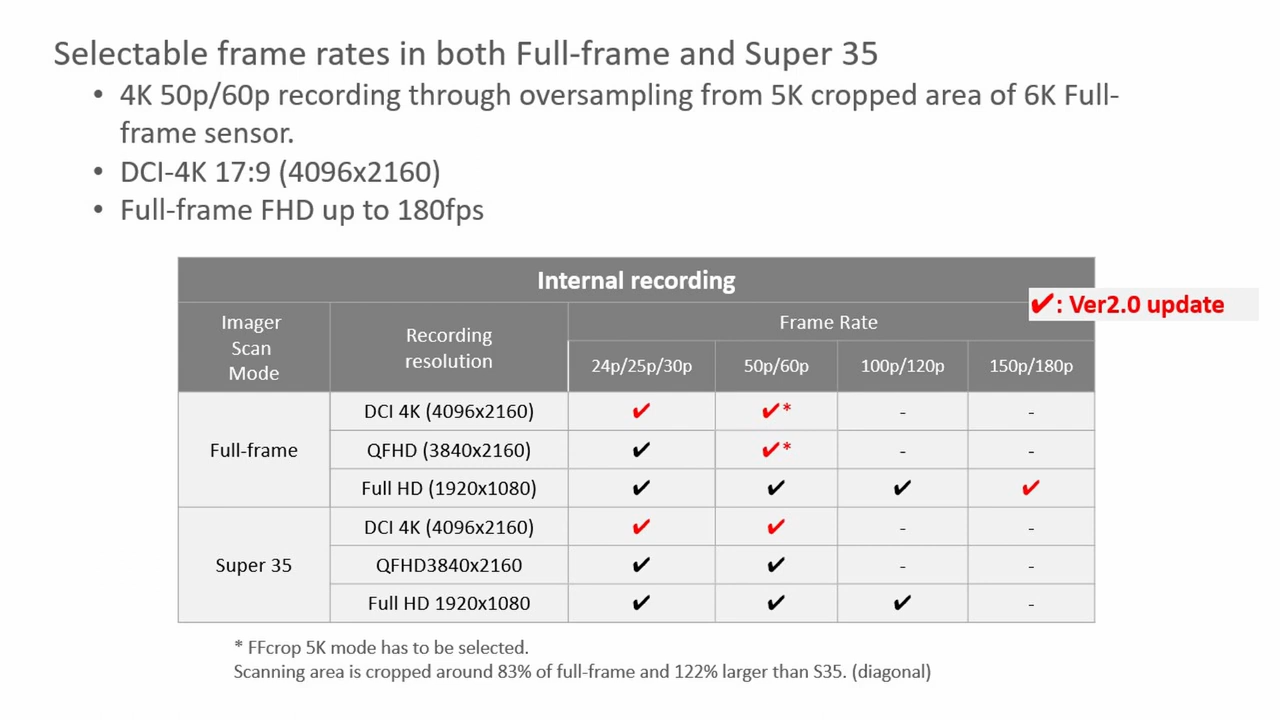 Selectable frame rates in both Full-frame and Super 35
• 4K 50p/60p recording through oversampling from 5K cropped area of 6K Full-
frame sensor.
• DCI-4K 17:9 (4096x2160)
• Full-frame FHD up to 180fps
Internal recording
✔: Ver2.0 update
Imager
Scan
Mode
Recording
resolution
Frame Rate
24p/25p/30p 50p/60p 100p/120p 150p/180p
Full-frame
DCI 4K (4096x2160) ✔ ✔* - -
QFHD (3840x2160) ✔ ✔* - -
Full HD (1920x1080) ✔ ✔ ✔ ✔
Super 35
DCI 4K (4096x2160) ✔ ✔ - -
QFHD3840x2160 ✔ ✔ - -
Full HD 1920x1080 ✔ ✔ ✔ -
* FFcrop 5K mode has to be selected.
Scanning area is cropped around 83% of full-frame and 122% larger than S35. (diagonal)